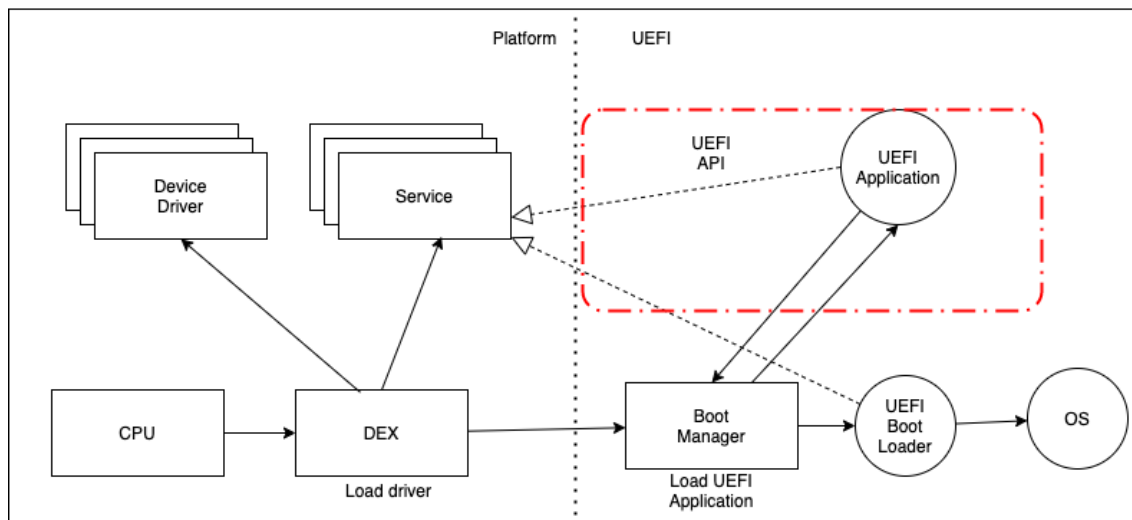 Platform
UEFI
Device
Driver
Service
UEFI
API
UEFI
Application
CPU
DEX
Load driver
Boot
Manager
Load UEFI
Application
UEFI
Boot
Loader
OS